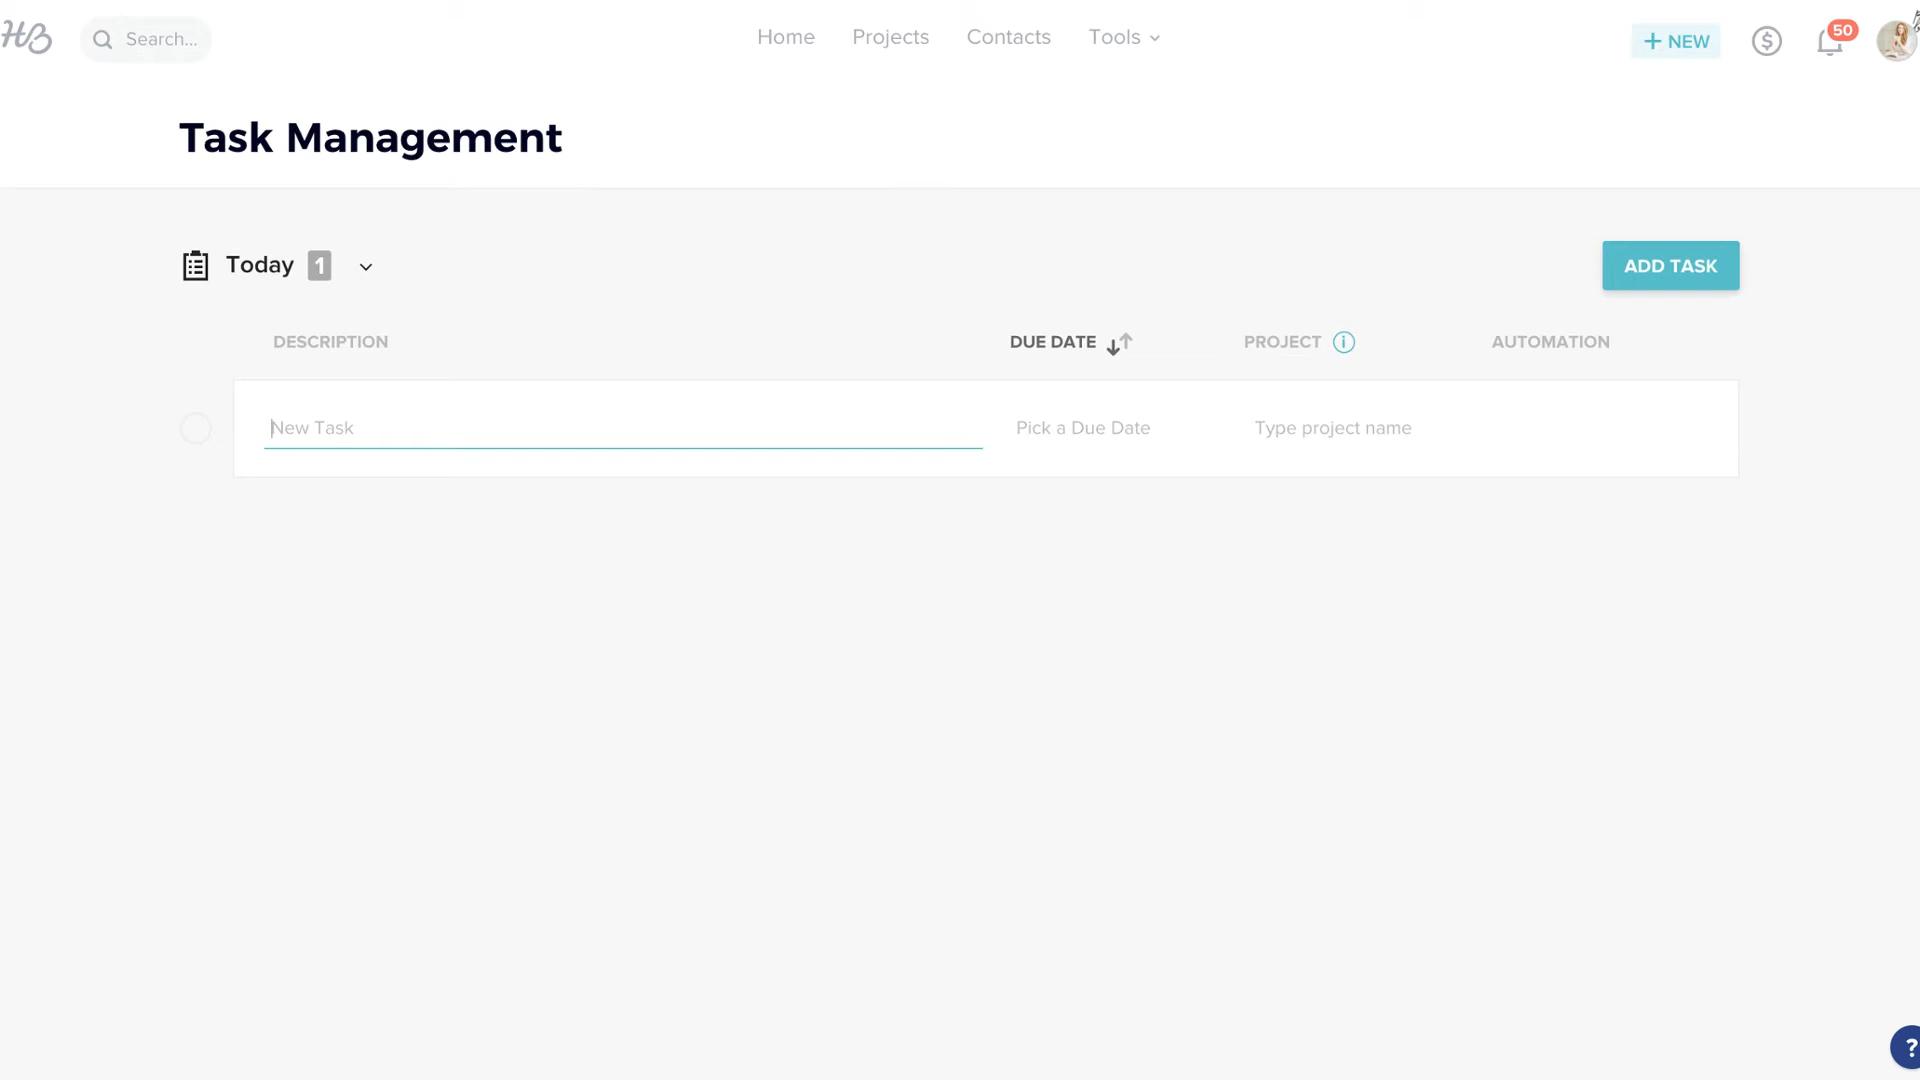 HB
Search...
Home
Projects
Contacts
Tools
+ NEW
$
50
Task Management
Today 1
ADD TASK
DESCRIPTION
DUE DATE
PROJECT i
AUTOMATION
New Task
Pick a Due Date
Type project name
?